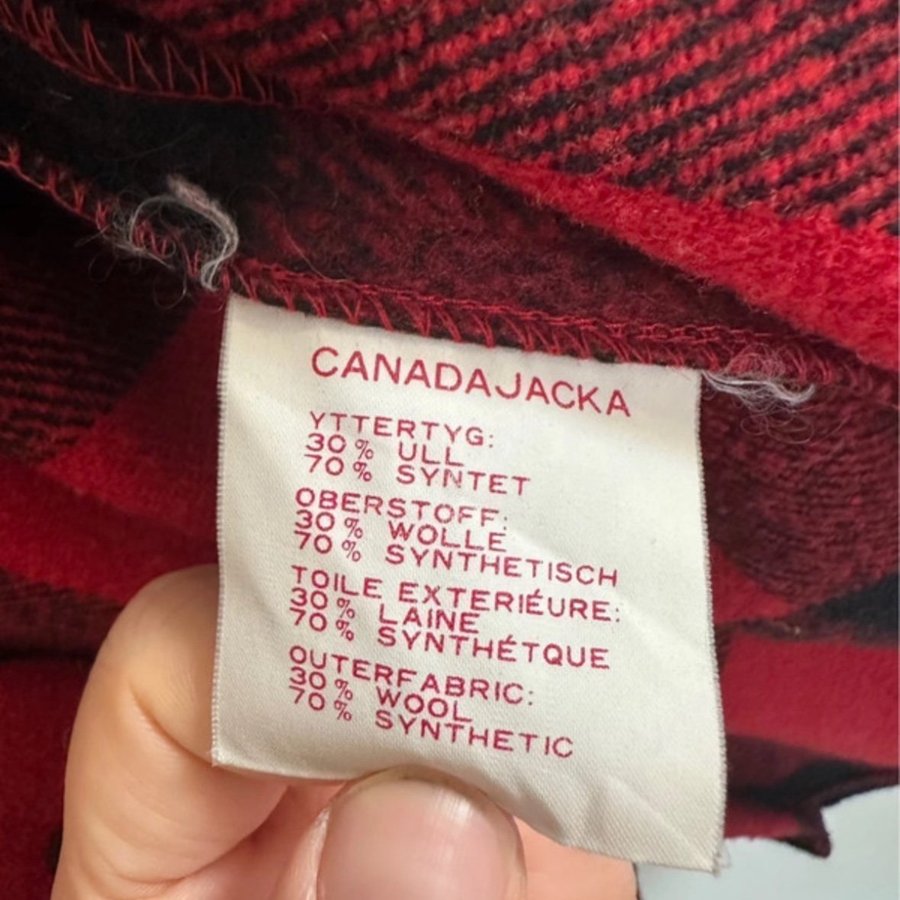 CANADAJACKA
YTTERTYG:
30% ULL
70% SYNTET
OBERSTOFF:
30% WOLLE
70% SYNTHETISCH
TOILE EXTERIÉURE:
30% LAINE
70% SYNTHÉTQUE
OUTERFABRIC:
30% WOOL
70% SYNTHETIC